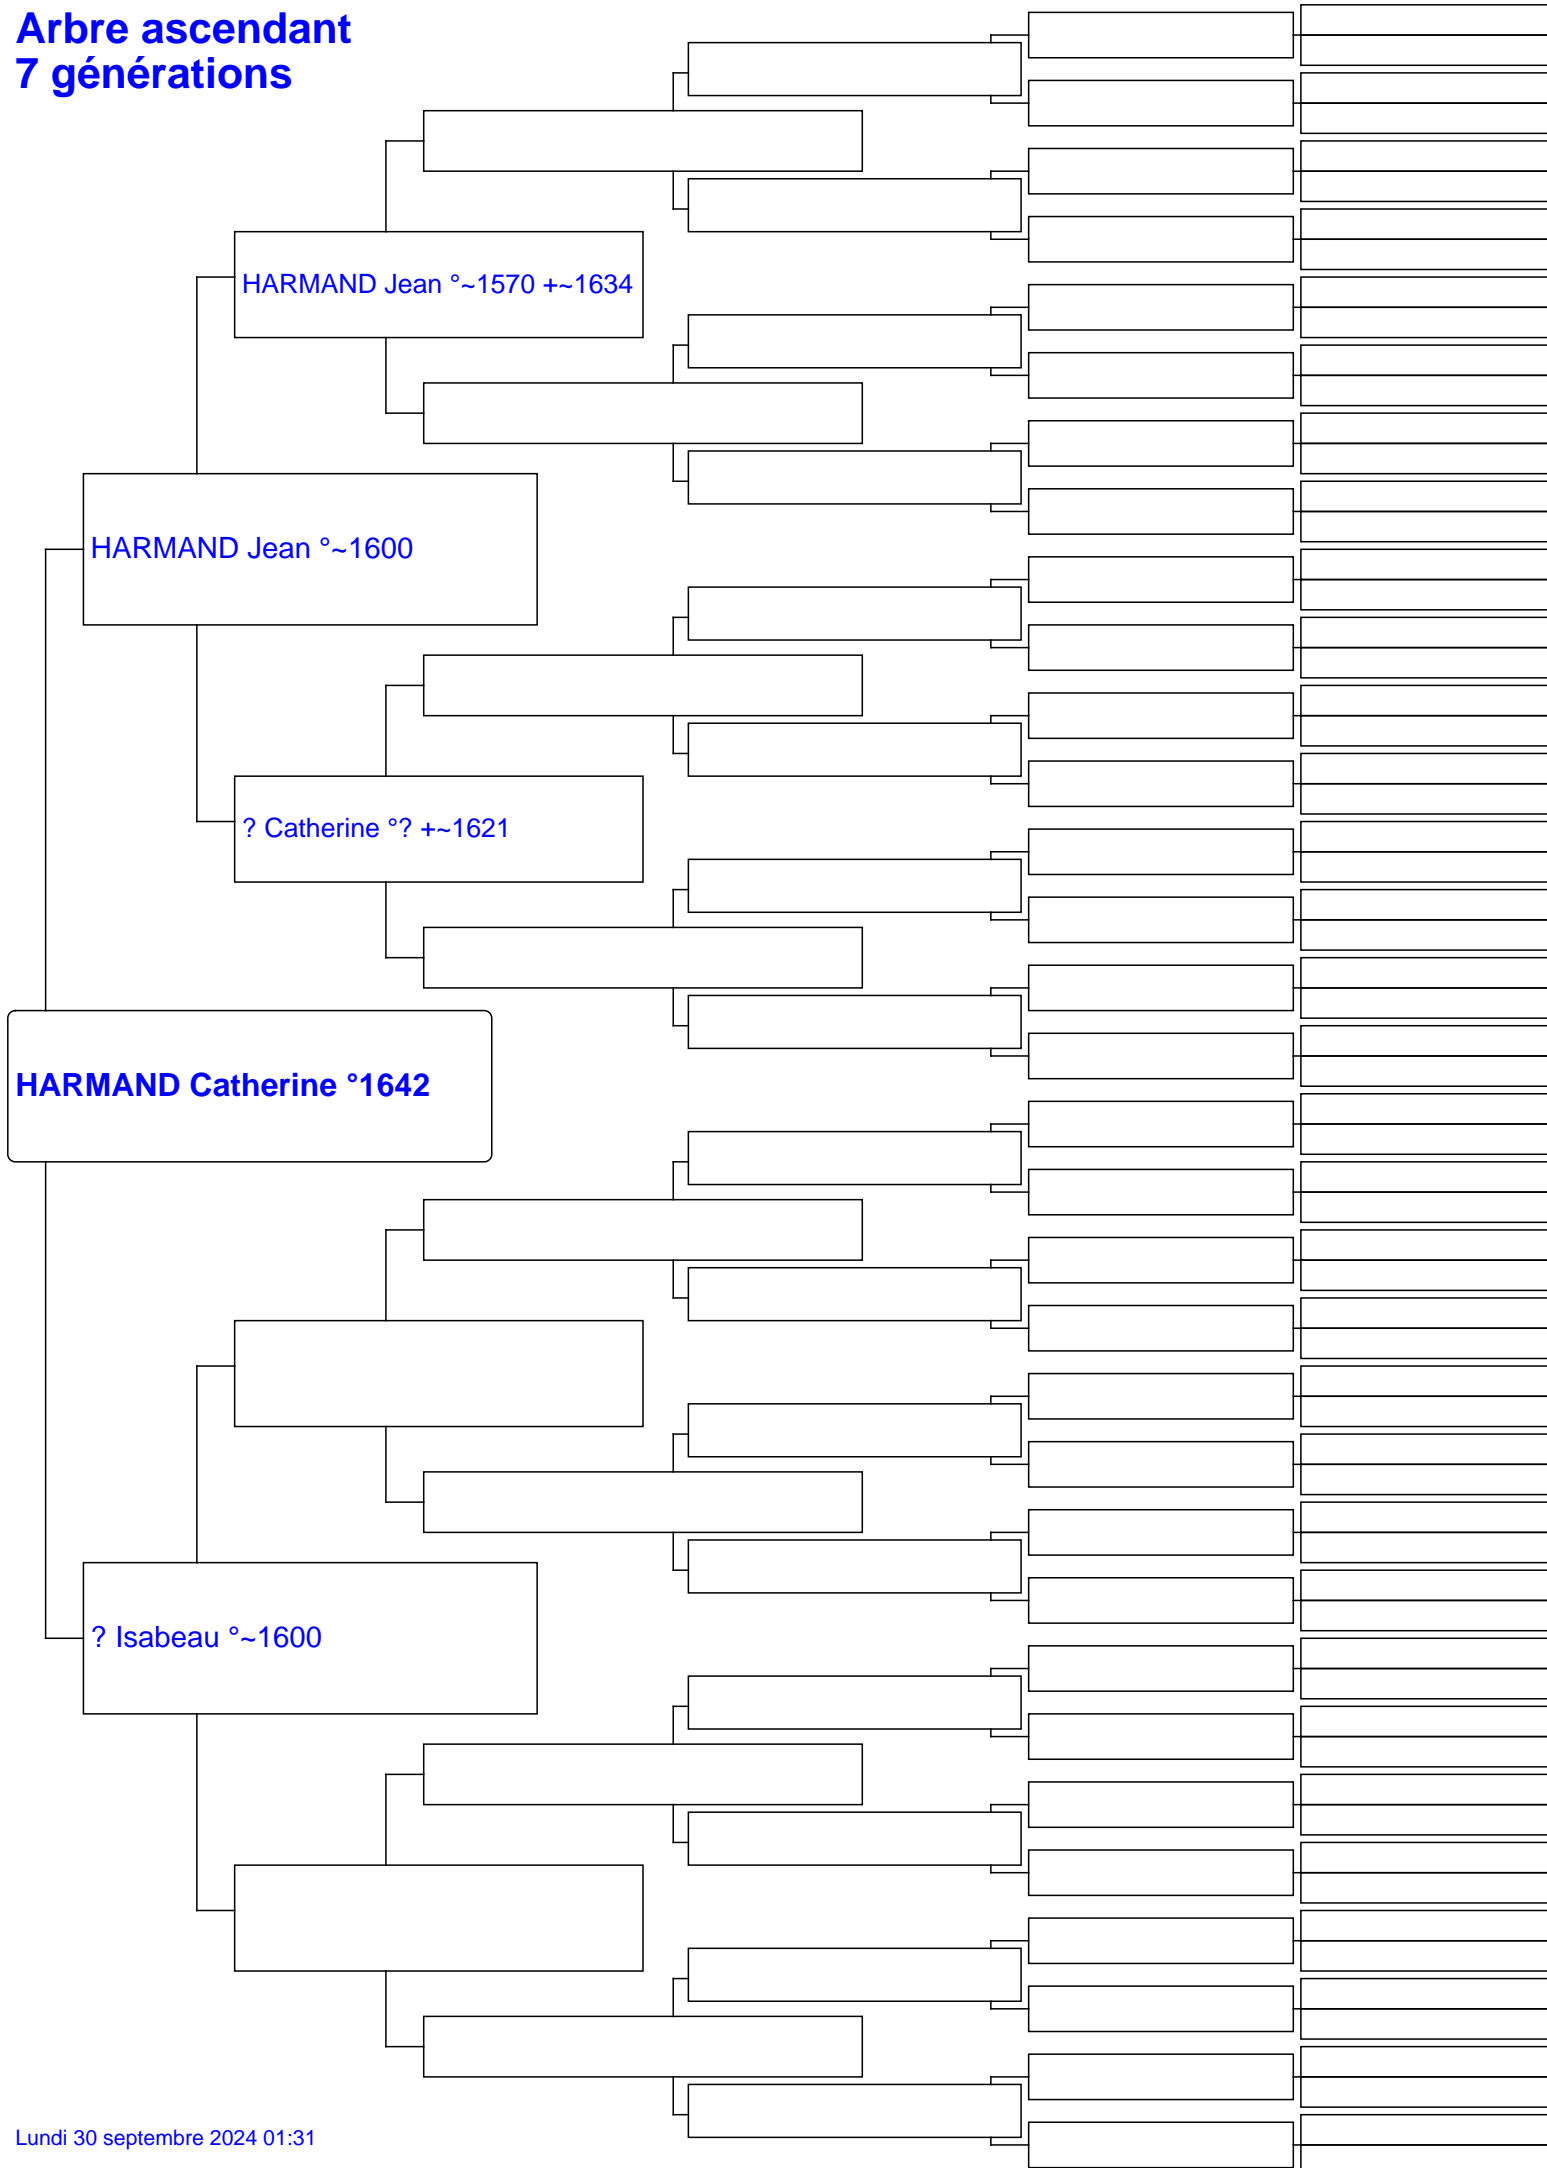 Arbre ascendant
7 générations
HARMAND Jean °~1570 +~1634
HARMAND Jean °~1600
? Catherine °? +~1621
HARMAND Catherine °1642
? Isabeau °~1600
Lundi 30 septembre 2024 01:31